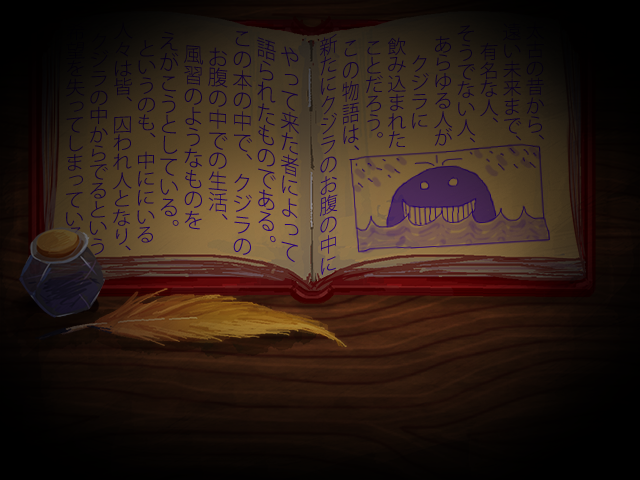 の昔から、
い未来まで、
有名な人、
そうでない人、
あらゆる人が
クジラに
飲み込まれた
ことだろう。
この物語は、
新たにクジラのお腹の中に
やって来た者によって
語られたものである。
この本の中で、クジラの
お腹の中での生活、
風習のようなものを
えがこうとしている。
というのも、中ににいる
人々は皆、囚われ人となり、
クジラの中からでるという
を失ってしまってい